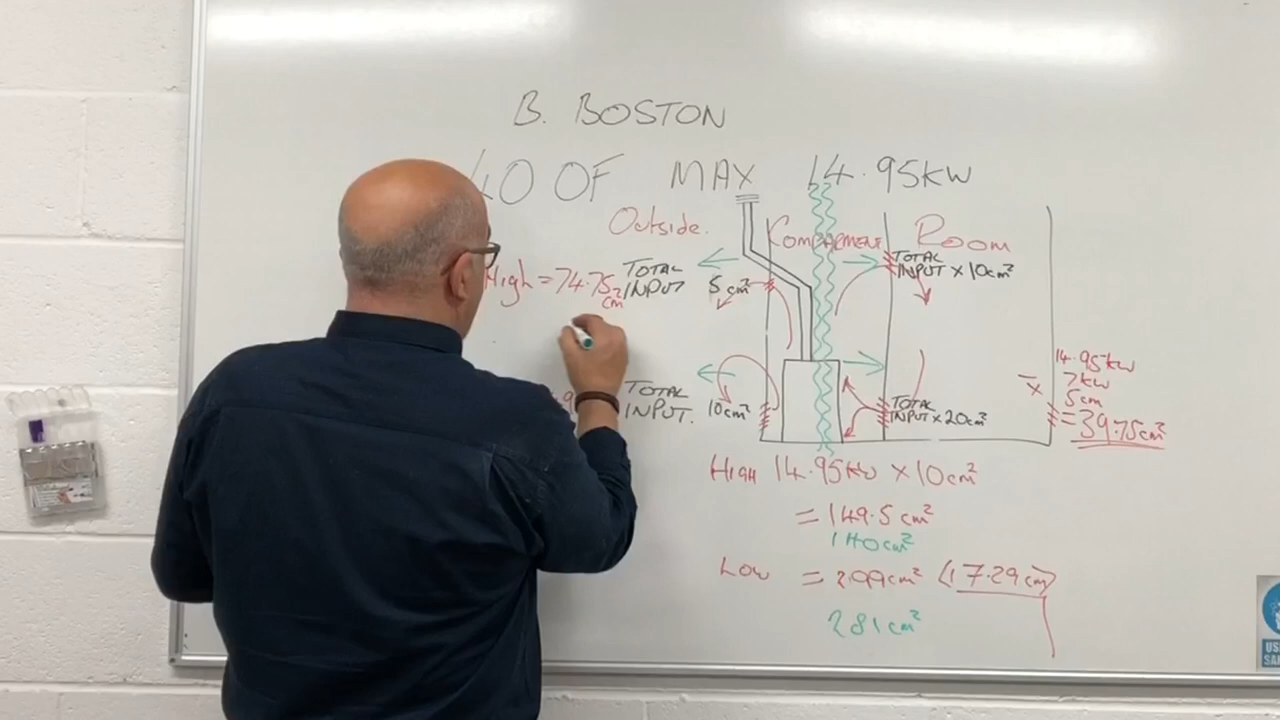 B. BOSTON
40 OF MAX 14.95kW
Outside. Room
High = 74.75 cm² TOTAL INPUT 5cm²
TOTAL INPUT x 10cm²
TOTAL INPUT. 10cm²
TOTAL INPUT x 20cm²
14.95kW
7kW
x 5cm
= 39.75cm²
HIGH 14.95kW x 10cm²
= 149.5cm²
140cm²
LOW = 299cm² (17.29cm)
281cm²